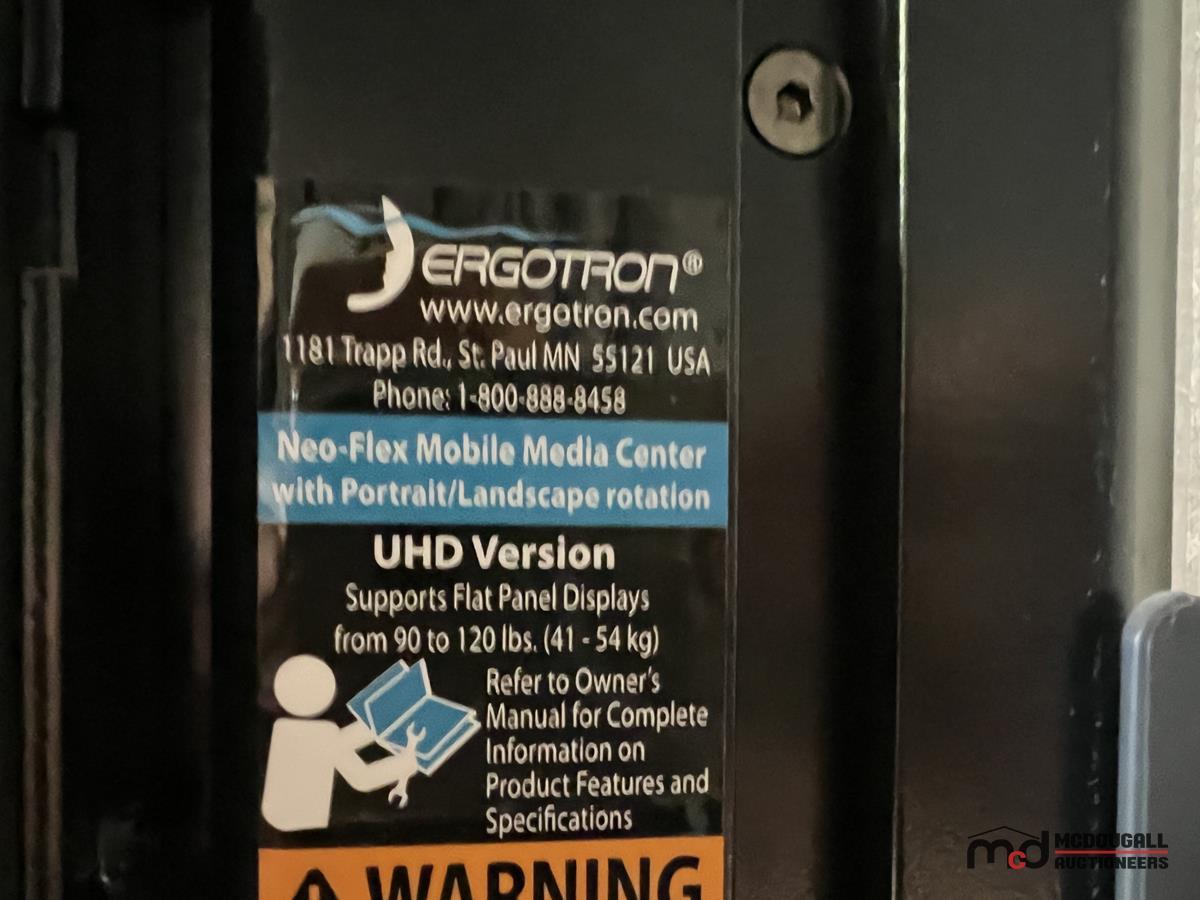 ERGOTRON®
www.ergotron.com
1181 Trapp Rd., St. Paul MN 55121 USA
Phone: 1-800-888-8458
Neo-Flex Mobile Media Center
with Portrait/Landscape rotation
UHD Version
Supports Flat Panel Displays
from 90 to 120 lbs. (41 - 54 kg)
Refer to Owner's
Manual for Complete
Information on
Product Features and
Specifications
WARNING
mcd MCDOUGALL
AUCTIONEERS